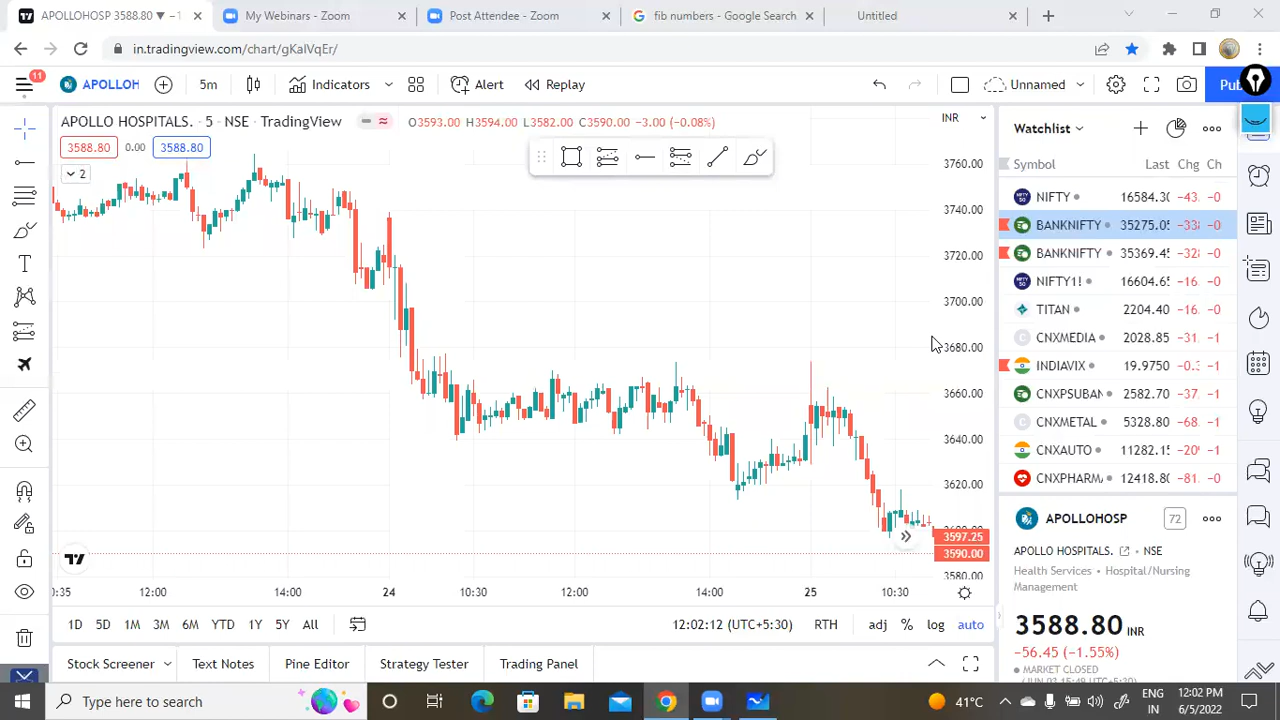 APOLLOHOSP 3588.80 ▼ −1
My Webinars - Zoom
Post Attendee - Zoom
fib numbers - Google Search
Untitled
in.tradingview.com/chart/gKaIVqEr/
11
APOLLOH
5m
Indicators
Alert
Replay
Unnamed
Pu
APOLLO HOSPITALS. · 5 · NSE · TradingView
O3593.00 H3594.00 L3582.00 C3590.00 −3.00 (−0.08%)
INR
3588.80 0.00 3588.80
2
3760.00
3740.00
3720.00
3700.00
3680.00
3660.00
3640.00
3620.00
3597.25
3590.00
3580.00
:35 12:00 14:00 24 10:30 12:00 14:00 25 10:30
1D 5D 1M 3M 6M YTD 1Y 5Y All
12:02:12 (UTC+5:30) RTH adj % log auto
Stock Screener Text Notes Pine Editor Strategy Tester Trading Panel
Watchlist
Symbol Last Chg Ch
NIFTY 16584.30 −43. −0
BANKNIFTY 35275.05 −33 −0
BANKNIFTY 35369.45 −328 −0
NIFTY1! 16604.65 −16. −0
TITAN 2204.40 −16. −0
CNXMEDIA 2028.85 −31. −1
INDIAVIX 19.9750 −0. −1
CNXPSUBAN 2582.70 −37. −1
CNXMETAL 5328.80 −68. −1
CNXAUTO 11282.15 −20 −1
CNXPHARMA 12418.80 −81. −1
APOLLOHOSP 72
APOLLO HOSPITALS. · NSE
Health Services · Hospital/Nursing
Management
3588.80 INR
−56.45 (−1.55%)
MARKET CLOSED
Type here to search
41°C
ENG
IN
12:02 PM
6/5/2022